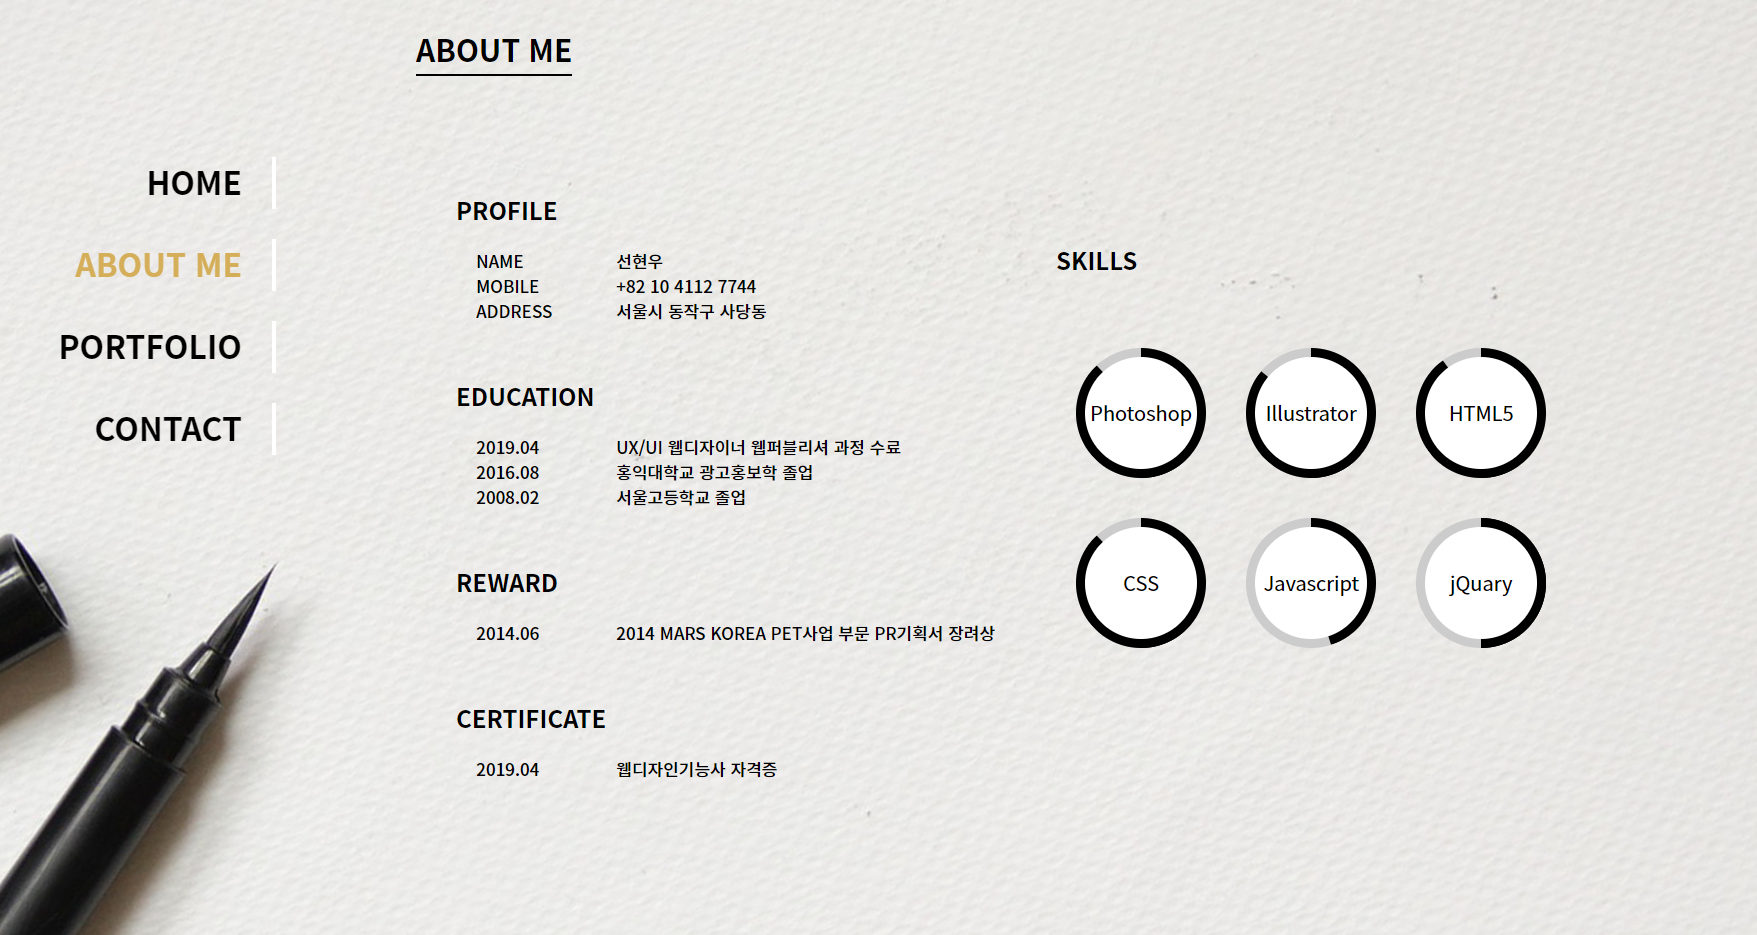 ABOUT ME
HOME
ABOUT ME
PORTFOLIO
CONTACT
PROFILE
NAME 선현우
MOBILE +82 10 4112 7744
ADDRESS 서울시 동작구 사당동
EDUCATION
2019.04 UX/UI 웹디자이너 웹퍼블리셔 과정 수료
2016.08 홍익대학교 광고홍보학 졸업
2008.02 서울고등학교 졸업
REWARD
2014.06 2014 MARS KOREA PET사업 부문 PR기획서 장려상
CERTIFICATE
2019.04 웹디자인기능사 자격증
SKILLS
Photoshop Illustrator HTML5
CSS Javascript jQuary